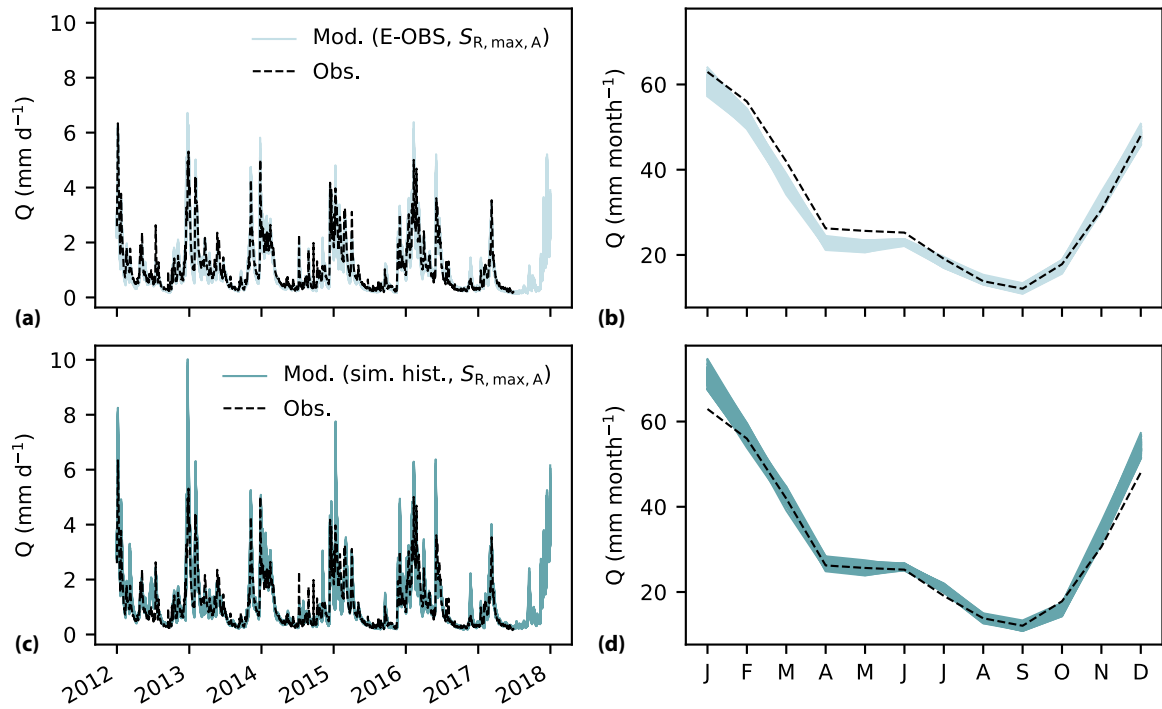 10
8
6
4
2
0
Q (mm d⁻¹)
Mod. (E-OBS, S_R, max, A)
Obs.
(a)
60
40
20
Q (mm month⁻¹)
(b)
10
8
6
4
2
0
Q (mm d⁻¹)
Mod. (sim. hist., S_R, max, A)
Obs.
(c)
2012 2013 2014 2015 2016 2017 2018
60
40
20
Q (mm month⁻¹)
(d)
J F M A M J J A S O N D